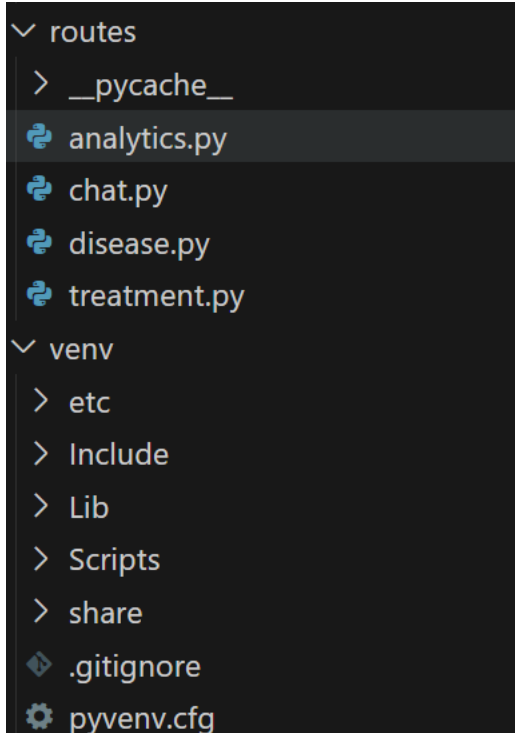 routes
__pycache__
analytics.py
chat.py
disease.py
treatment.py
venv
etc
Include
Lib
Scripts
share
.gitignore
pyvenv.cfg